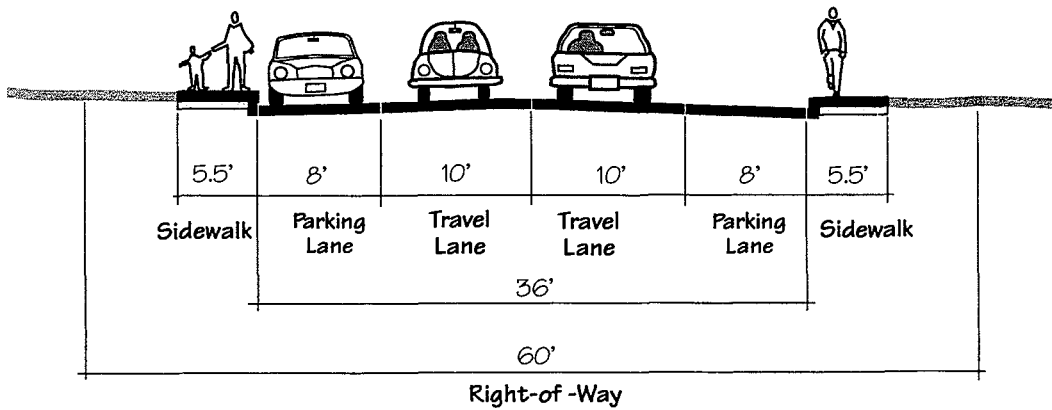 5.5' 8' 10' 10' 8' 5.5'
Sidewalk Parking Lane Travel Lane Travel Lane Parking Lane Sidewalk
36'
60'
Right-of -Way